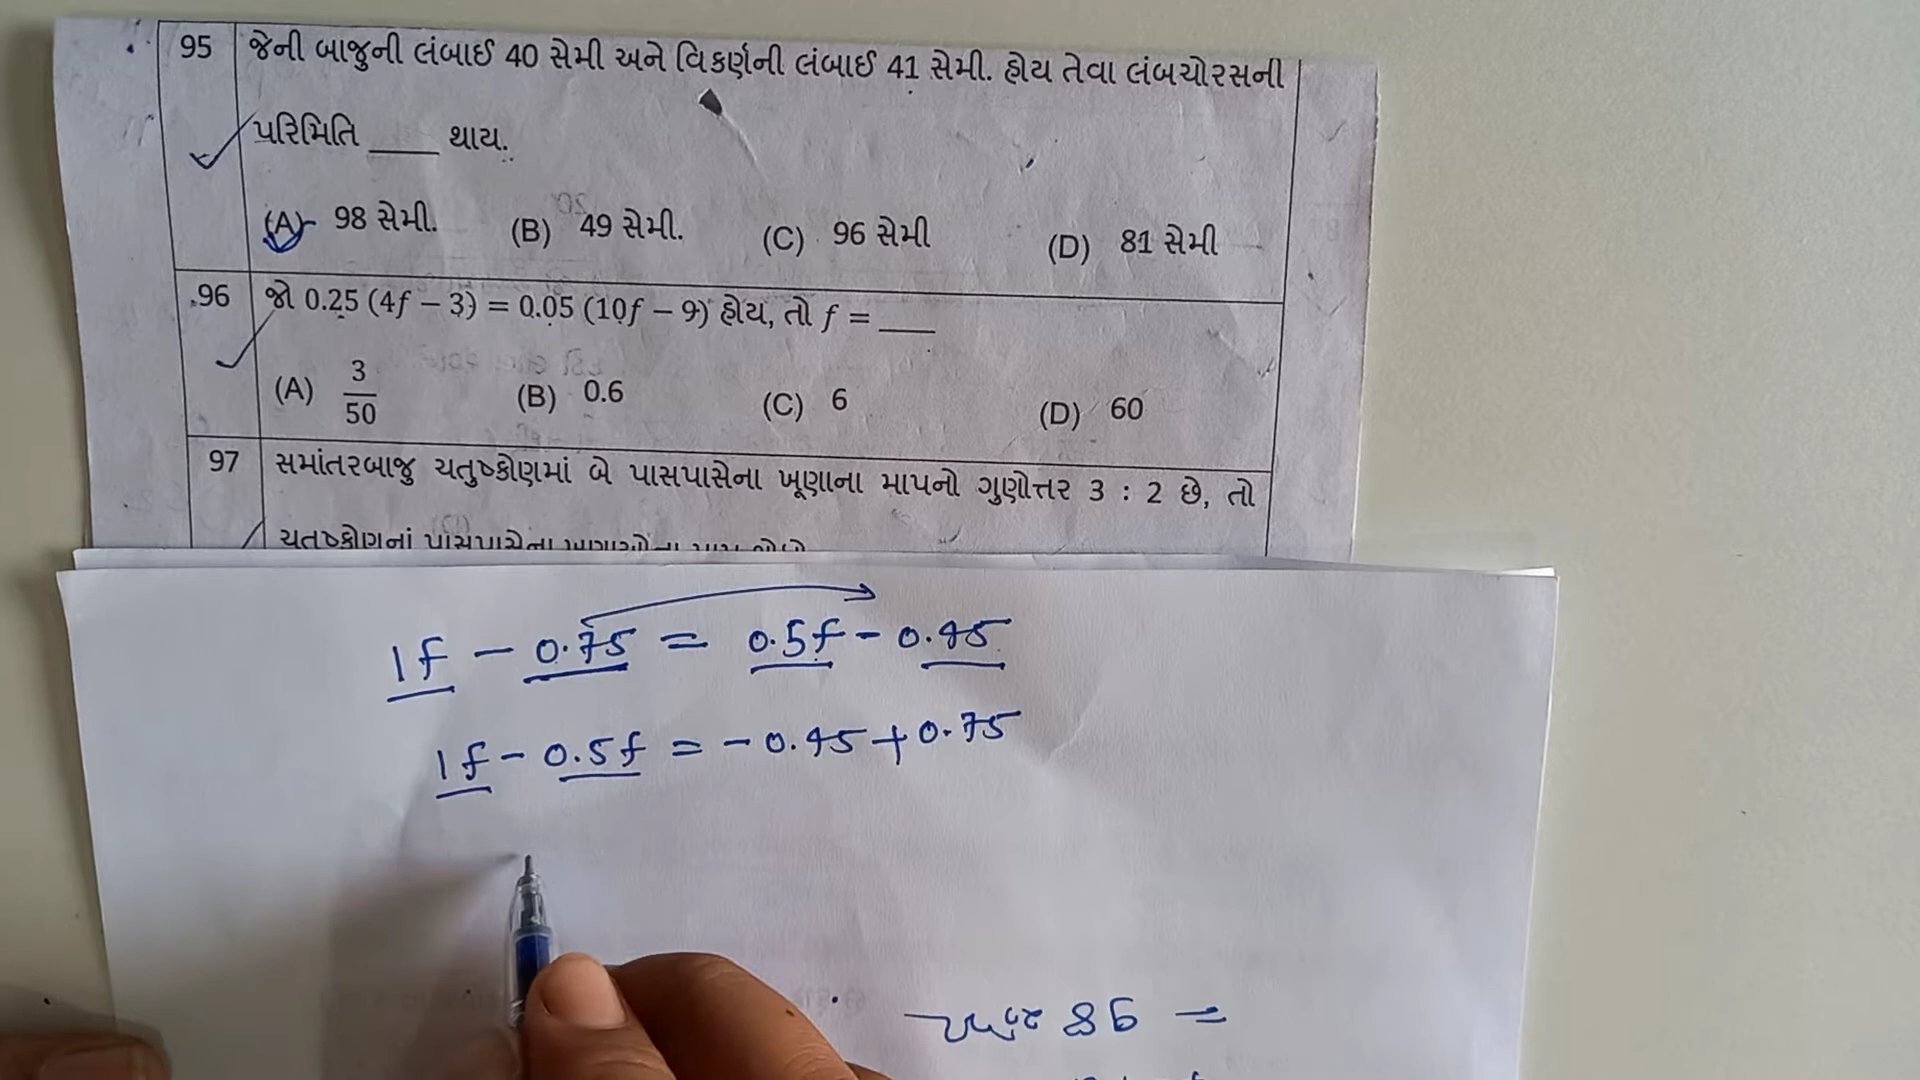 95 જેની બાજુની લંબાઈ 40 સેમી અને વિકર્ણની લંબાઈ 41 સેમી. હોય તેવા લંબચોરસની
પરિમિતિ ____ થાય.
(A) 98 સેમી. (B) 49 સેમી. (C) 96 સેમી (D) 81 સેમી
96 જો 0.25 (4f – 3) = 0.05 (10f – 9) હોય, તો f = ____
(A) 3/50 (B) 0.6 (C) 6 (D) 60
97 સમાંતરબાજુ ચતુષ્કોણમાં બે પાસપાસેના ખૂણાના માપનો ગુણોત્તર 3 : 2 છે, તો
1f - 0.75 = 0.5f - 0.45
1f - 0.5f = - 0.45 + 0.75
= 98 સેમી